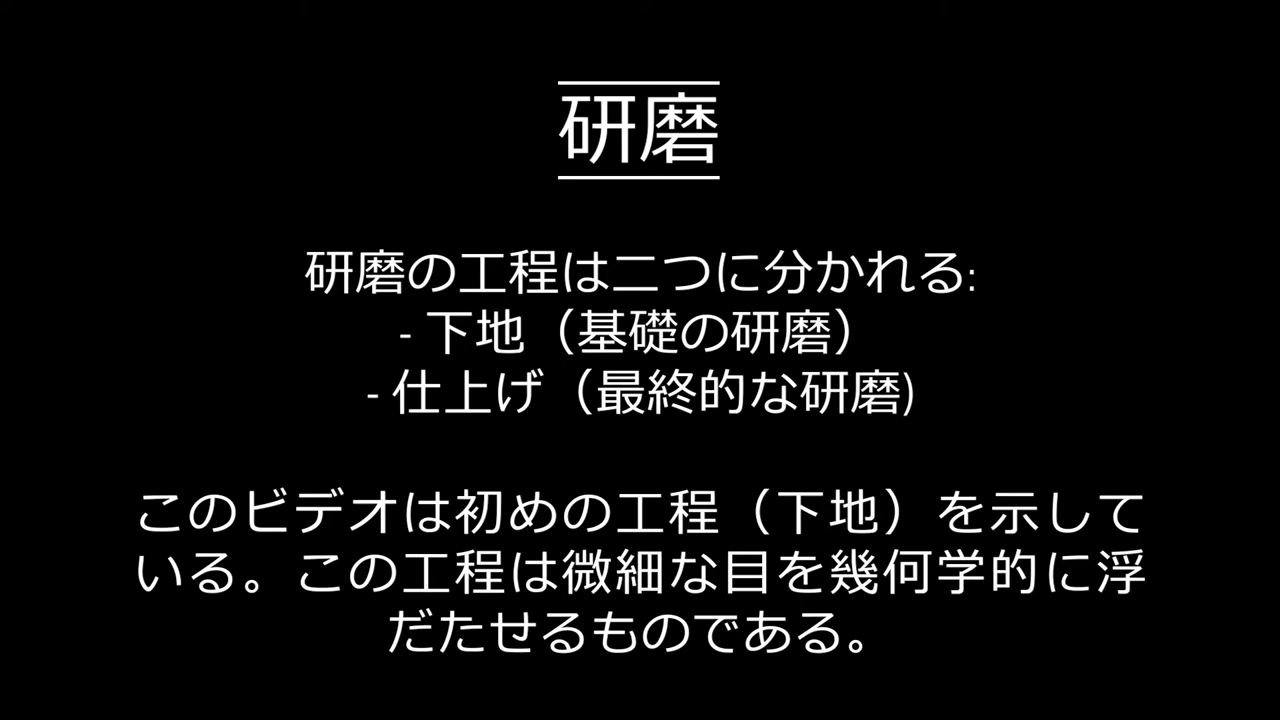 研磨
研磨の工程は二つに分かれる:
- 下地（基礎の研磨）
- 仕上げ（最終的な研磨)
このビデオは初めの工程（下地）を示して
いる。この工程は微細な目を幾何学的に浮
だたせるものである。